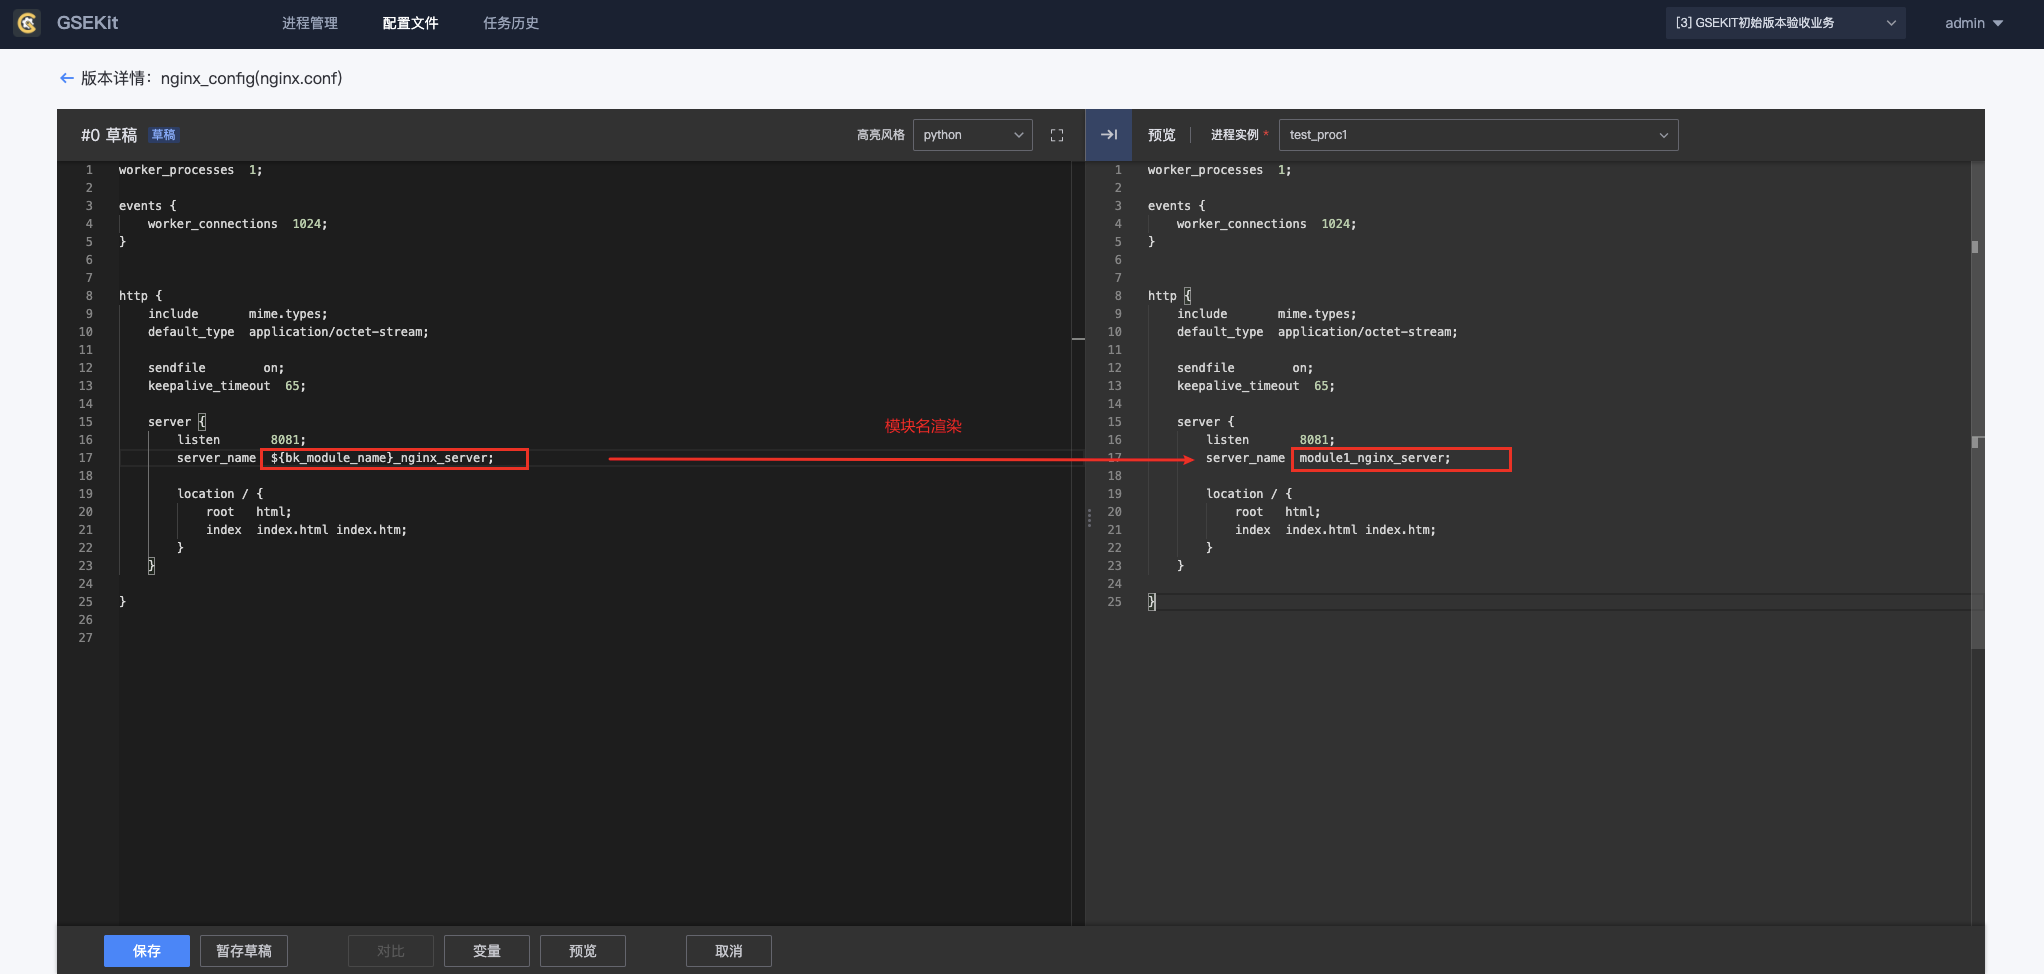 GSEKit 进程管理 配置文件 任务历史 [3] GSEKIT初始版本验收业务 admin
版本详情：nginx_config(nginx.conf)
#0 草稿 草稿 高亮风格 python
1 worker_processes  1;
2
3 events {
4     worker_connections  1024;
5 }
6
7
8 http {
9     include       mime.types;
10     default_type  application/octet-stream;
11
12     sendfile        on;
13     keepalive_timeout  65;
14
15     server {
16         listen       8081;
17         server_name  ${bk_module_name}_nginx_server;
18
19         location / {
20             root   html;
21             index  index.html index.htm;
22         }
23     }
24
25 }
26
27
模块名渲染
预览 进程实例 * test_proc1
1 worker_processes  1;
2
3 events {
4     worker_connections  1024;
5 }
6
7
8 http {
9     include       mime.types;
10     default_type  application/octet-stream;
11
12     sendfile        on;
13     keepalive_timeout  65;
14
15     server {
16         listen       8081;
17         server_name  module1_nginx_server;
18
19         location / {
20             root   html;
21             index  index.html index.htm;
22         }
23     }
24
25 }
保存 暂存草稿 对比 变量 预览 取消